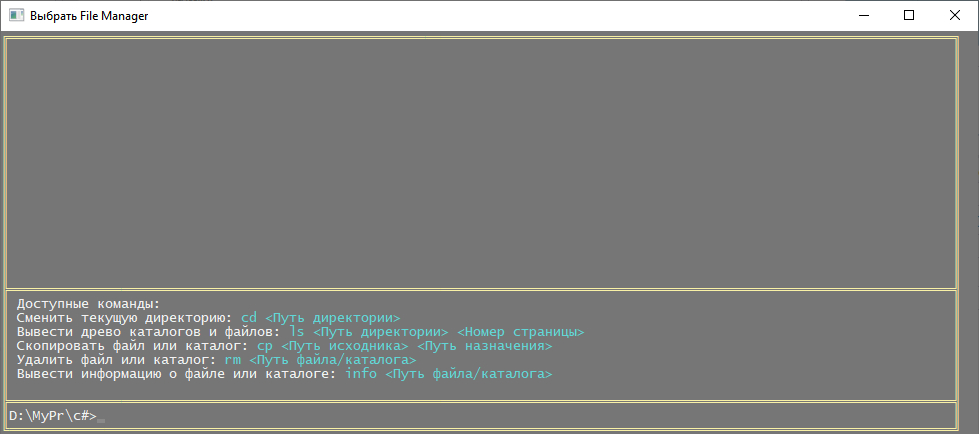 Выбрать File Manager
Доступные команды:
Сменить текущую директорию: cd <Путь директории>
Вывести древо каталогов и файлов: ls <Путь директории> <Номер страницы>
Скопировать файл или каталог: cp <Путь исходника> <Путь назначения>
Удалить файл или каталог: rm <Путь файла/каталога>
Вывести информацию о файле или каталоге: info <Путь файла/каталога>
D:\MyPr\c#>_